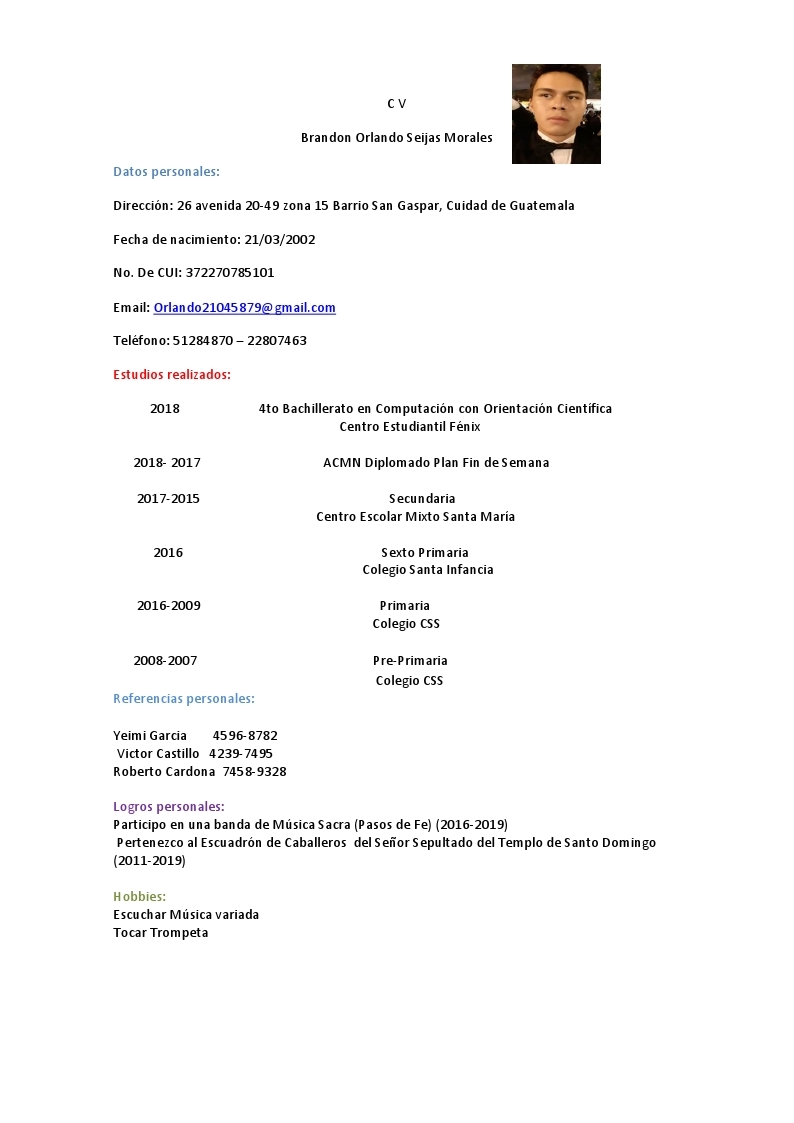 C V
Brandon Orlando Seijas Morales
Datos personales:
Dirección: 26 avenida 20-49 zona 15 Barrio San Gaspar, Cuidad de Guatemala
Fecha de nacimiento: 21/03/2002
No. De CUI: 372270785101
Email: Orlando21045879@gmail.com
Teléfono: 51284870 – 22807463
Estudios realizados:
2018 4to Bachillerato en Computación con Orientación Científica
Centro Estudiantil Fénix
2018- 2017 ACMN Diplomado Plan Fin de Semana
2017-2015 Secundaria
Centro Escolar Mixto Santa María
2016 Sexto Primaria
Colegio Santa Infancia
2016-2009 Primaria
Colegio CSS
2008-2007 Pre-Primaria
Colegio CSS
Referencias personales:
Yeimi Garcia 4596-8782
Victor Castillo 4239-7495
Roberto Cardona 7458-9328
Logros personales:
Participo en una banda de Música Sacra (Pasos de Fe) (2016-2019)
Pertenezco al Escuadrón de Caballeros del Señor Sepultado del Templo de Santo Domingo
(2011-2019)
Hobbies:
Escuchar Música variada
Tocar Trompeta